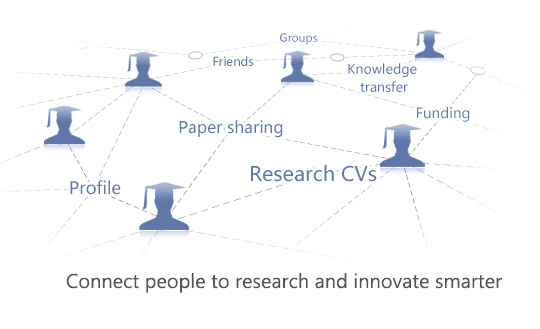 Groups
Friends
Knowledge
transfer
Funding
Paper sharing
Research CVs
Profile
Connect people to research and innovate smarter